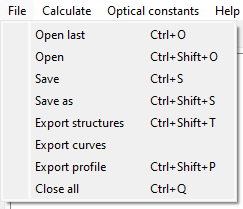 File Calculate Optical constants Help
Open last Ctrl+O
Open Ctrl+Shift+O
Save Ctrl+S
Save as Ctrl+Shift+S
Export structures Ctrl+Shift+T
Export curves
Export profile Ctrl+Shift+P
Close all Ctrl+Q